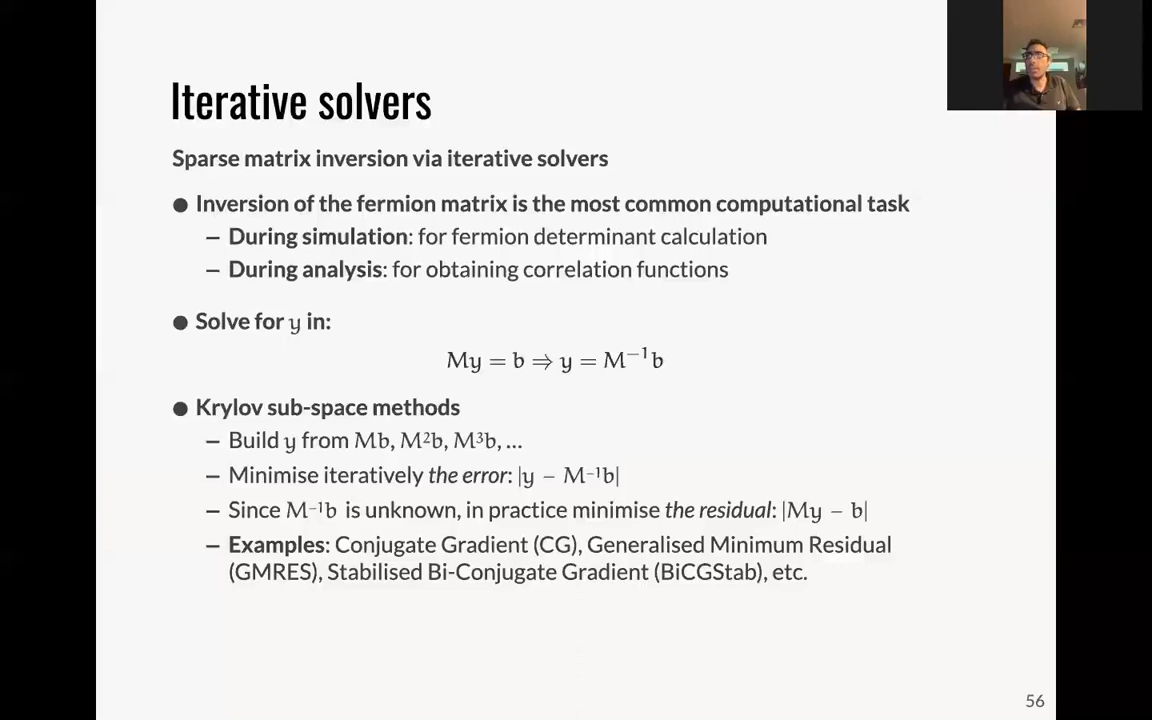 Iterative solvers
Sparse matrix inversion via iterative solvers
● Inversion of the fermion matrix is the most common computational task
– During simulation: for fermion determinant calculation
– During analysis: for obtaining correlation functions
● Solve for y in:
My = b ⇒ y = M⁻¹b
● Krylov sub-space methods
– Build y from Mb, M²b, M³b, ...
– Minimise iteratively the error: |y – M⁻¹b|
– Since M⁻¹b is unknown, in practice minimise the residual: |My – b|
– Examples: Conjugate Gradient (CG), Generalised Minimum Residual
(GMRES), Stabilised Bi-Conjugate Gradient (BiCGStab), etc.
56